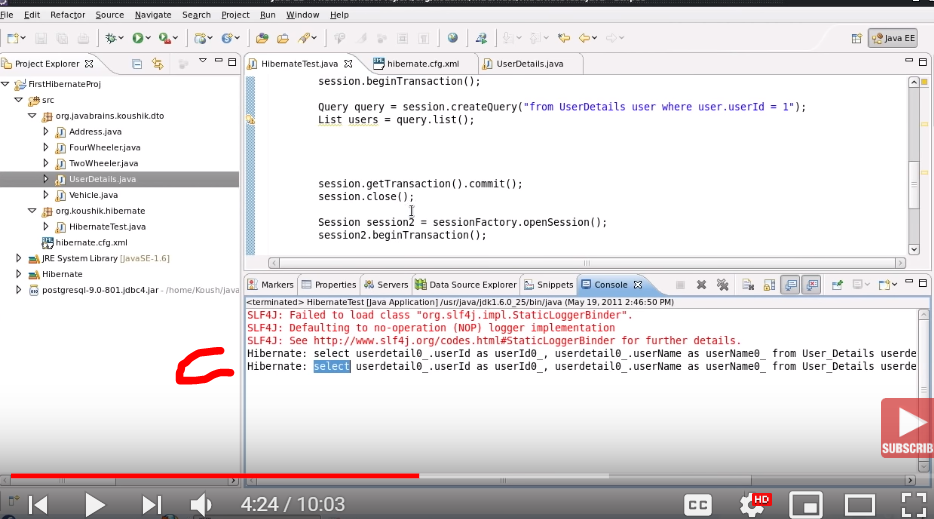 File Edit Refactor Source Navigate Search Project Run Window Help
Java EE
Project Explorer
FirstHibernateProj
src
org.javabrains.koushik.dto
Address.java
FourWheeler.java
TwoWheeler.java
UserDetails.java
Vehicle.java
org.koushik.hibernate
HibernateTest.java
hibernate.cfg.xml
JRE System Library [JavaSE-1.6]
Hibernate
postgresql-9.0-801.jdbc4.jar - /home/Koush/java
HibernateTest.java hibernate.cfg.xml UserDetails.java
session.beginTransaction();
Query query = session.createQuery("from UserDetails user where user.userId = 1");
List users = query.list();
session.getTransaction().commit();
session.close();
Session session2 = sessionFactory.openSession();
session2.beginTransaction();
Markers Properties Servers Data Source Explorer Snippets Console
<terminated> HibernateTest [Java Application] /usr/java/jdk1.6.0_25/bin/java (May 19, 2011 2:46:50 PM)
SLF4J: Failed to load class "org.slf4j.impl.StaticLoggerBinder".
SLF4J: Defaulting to no-operation (NOP) logger implementation
SLF4J: See http://www.slf4j.org/codes.html#StaticLoggerBinder for further details.
Hibernate: select userdetail0_.userId as userId0_, userdetail0_.userName as userName0_ from User_Details userde
Hibernate: select userdetail0_.userId as userId0_, userdetail0_.userName as userName0_ from User_Details userde
SUBSCRIB
4:24 / 10:03
CC
HD